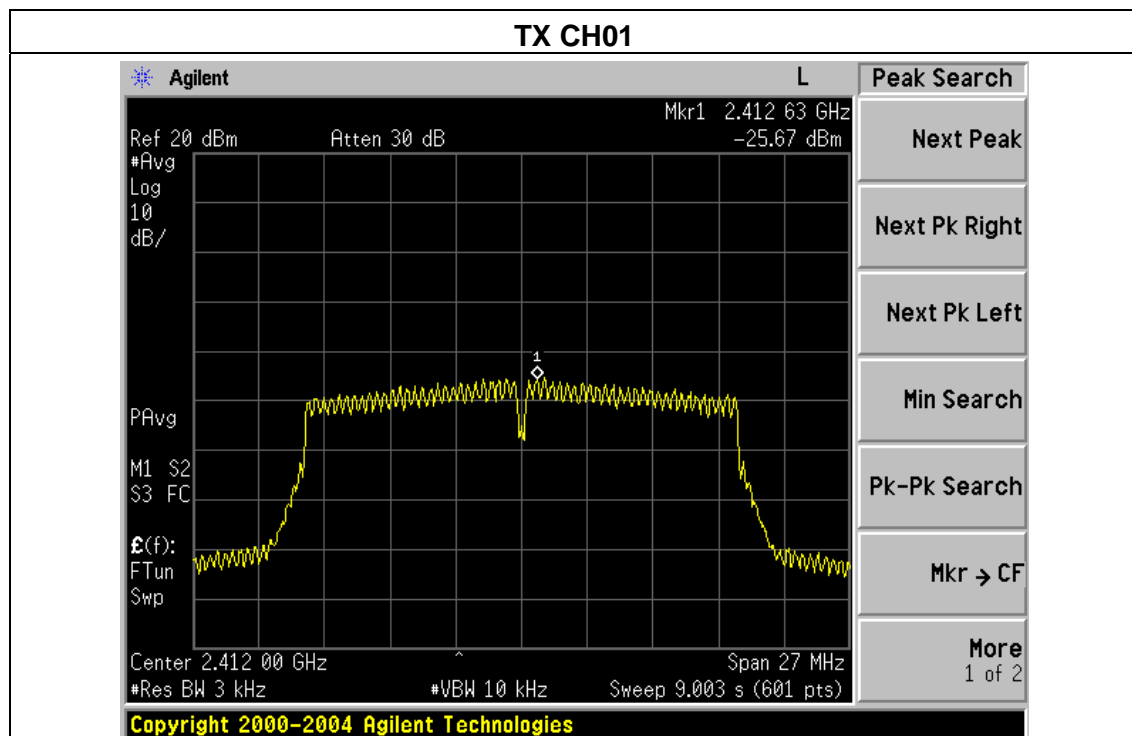 TX CH01
Agilent L Peak Search
Mkr1 2.412 63 GHz
Ref 20 dBm Atten 30 dB -25.67 dBm
#Avg
Log
10
dB/
1
PAvg
M1 S2
S3 FC
£(f):
FTun
Swp
Center 2.412 00 GHz ^ Span 27 MHz
#Res BW 3 kHz #VBW 10 kHz Sweep 9.003 s (601 pts)
Copyright 2000-2004 Agilent Technologies
Next Peak
Next Pk Right
Next Pk Left
Min Search
Pk-Pk Search
Mkr → CF
More
1 of 2